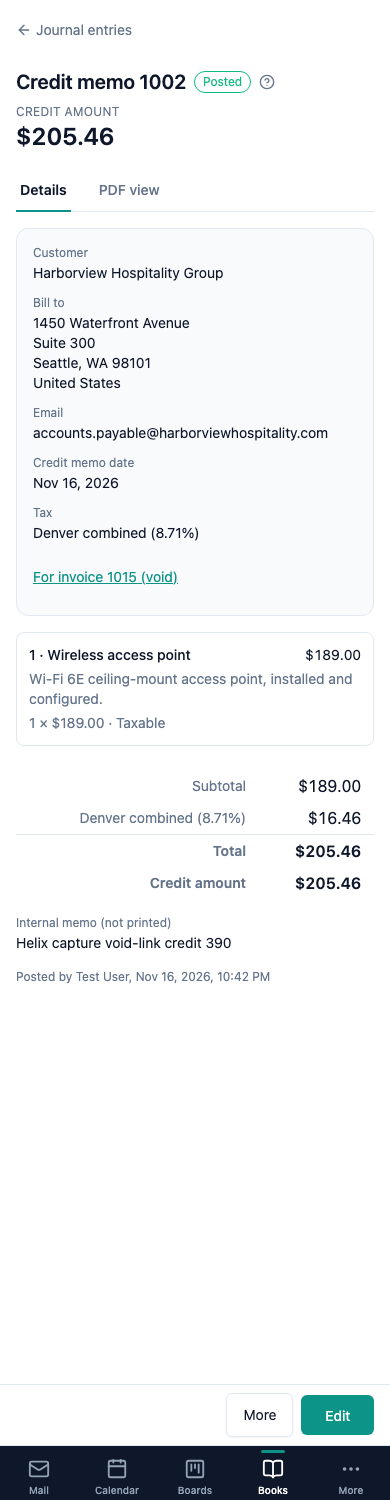 Journal entries
Credit memo 1002 Posted
CREDIT AMOUNT
$205.46
Details PDF view
Customer
Harborview Hospitality Group
Bill to
1450 Waterfront Avenue
Suite 300
Seattle, WA 98101
United States
Email
accounts.payable@harborviewhospitality.com
Credit memo date
Nov 16, 2026
Tax
Denver combined (8.71%)
For invoice 1015 (void)
1 · Wireless access point $189.00
Wi-Fi 6E ceiling-mount access point, installed and
configured.
1 × $189.00 · Taxable
Subtotal $189.00
Denver combined (8.71%) $16.46
Total $205.46
Credit amount $205.46
Internal memo (not printed)
Helix capture void-link credit 390
Posted by Test User, Nov 16, 2026, 10:42 PM
More Edit
Mail Calendar Boards Books More